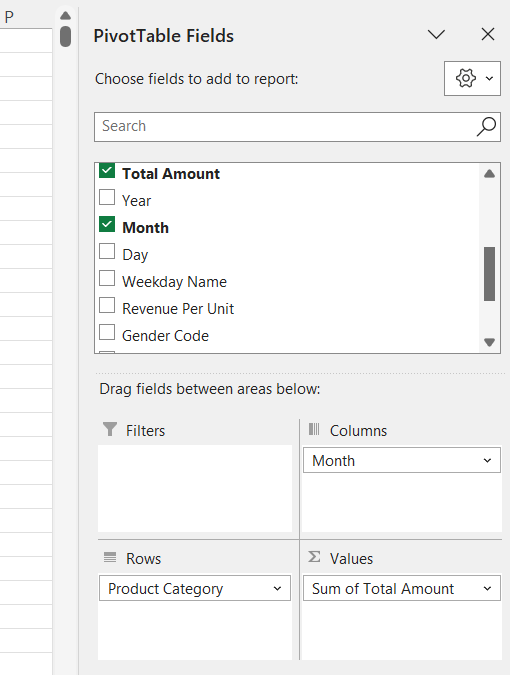 P
PivotTable Fields
Choose fields to add to report:
Search
Total Amount
Year
Month
Day
Weekday Name
Revenue Per Unit
Gender Code
Drag fields between areas below:
Filters
Columns
Month
Rows
Σ Values
Product Category
Sum of Total Amount